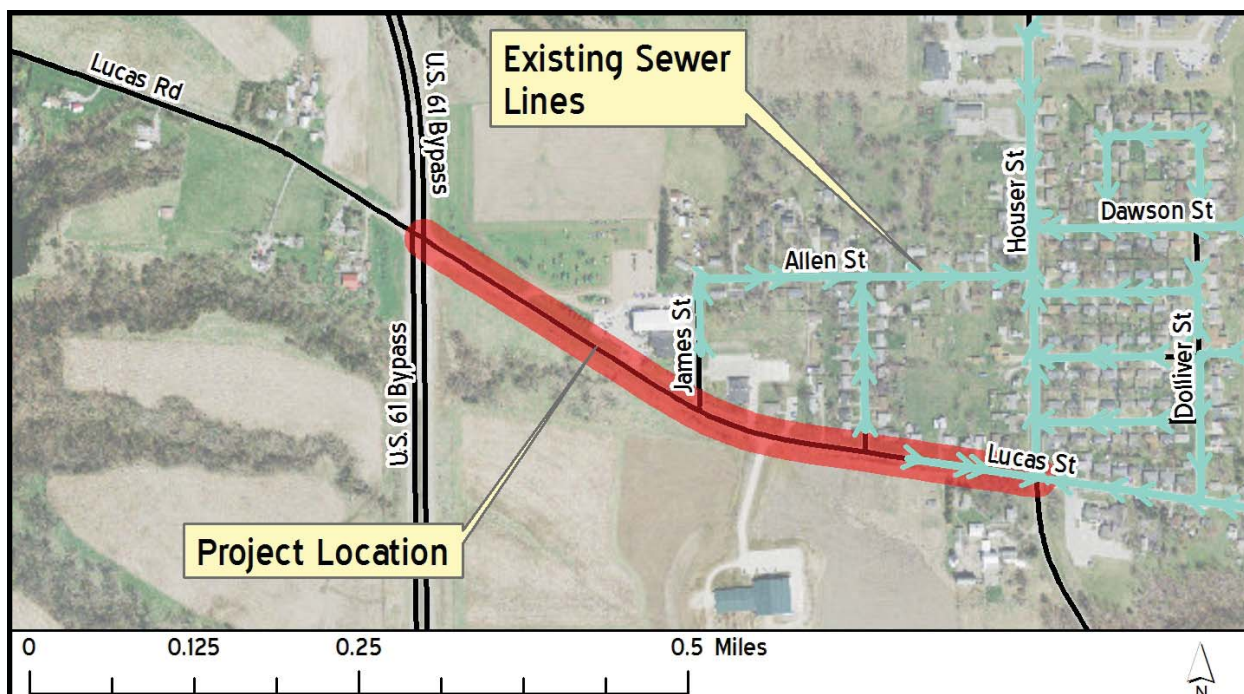 Lucas Rd
U.S. 61 Bypass
Existing Sewer
Lines
Houser St
Dawson St
Allen St
James St
Dolliver St
U.S. 61 Bypass
Lucas St
Project Location
0 0.125 0.25 0.5 Miles
N